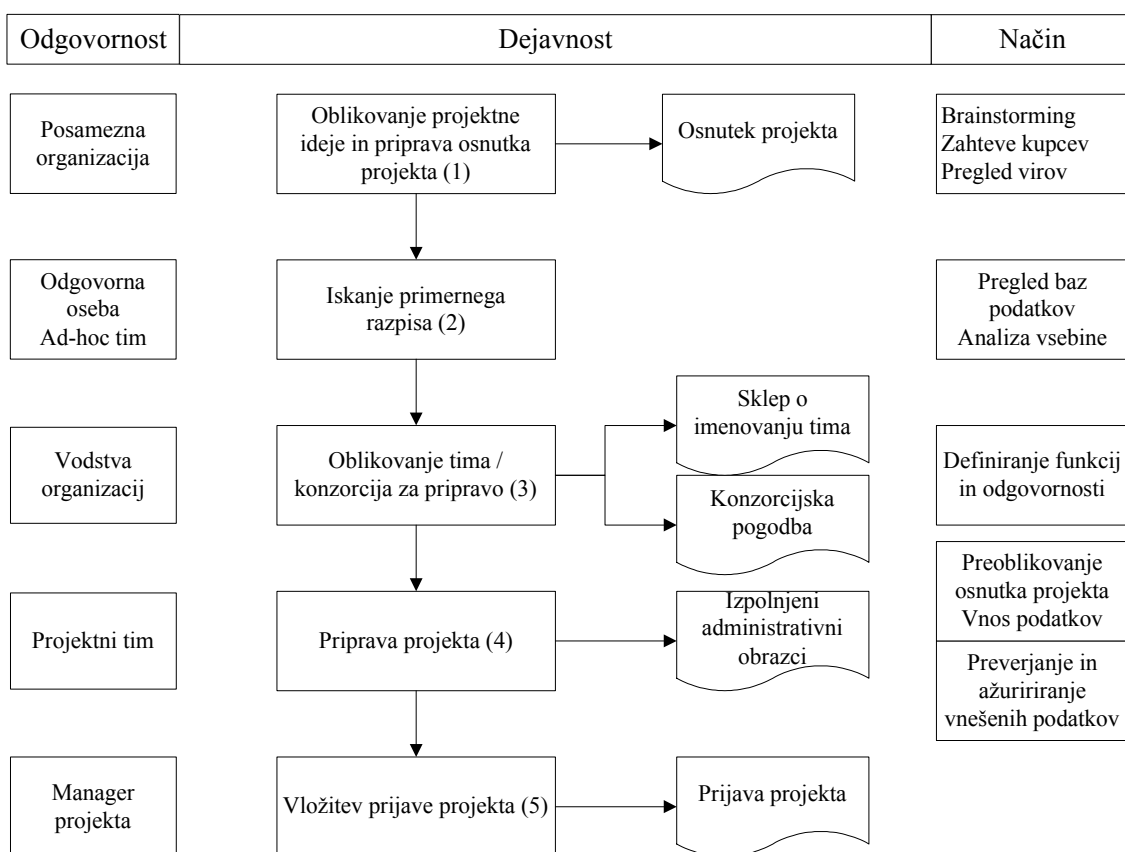 Odgovornost
Dejavnost
Način
Posamezna
organizacija
Oblikovanje projektne
ideje in priprava osnutka
projekta (1)
Osnutek projekta
Brainstorming
Zahteve kupcev
Pregled virov
Odgovorna
oseba
Ad-hoc tim
Iskanje primernega
razpisa (2)
Pregled baz
podatkov
Analiza vsebine
Vodstva
organizacij
Oblikovanje tima /
konzorcija za pripravo (3)
Sklep o
imenovanju tima
Konzorcijska
pogodba
Definiranje funkcij
in odgovornosti
Projektni tim
Priprava projekta (4)
Izpolnjeni
administrativni
obrazci
Preoblikovanje
osnutka projekta
Vnos podatkov
Preverjanje in
ažuririranje
vnešenih podatkov
Manager
projekta
Vložitev prijave projekta (5)
Prijava projekta